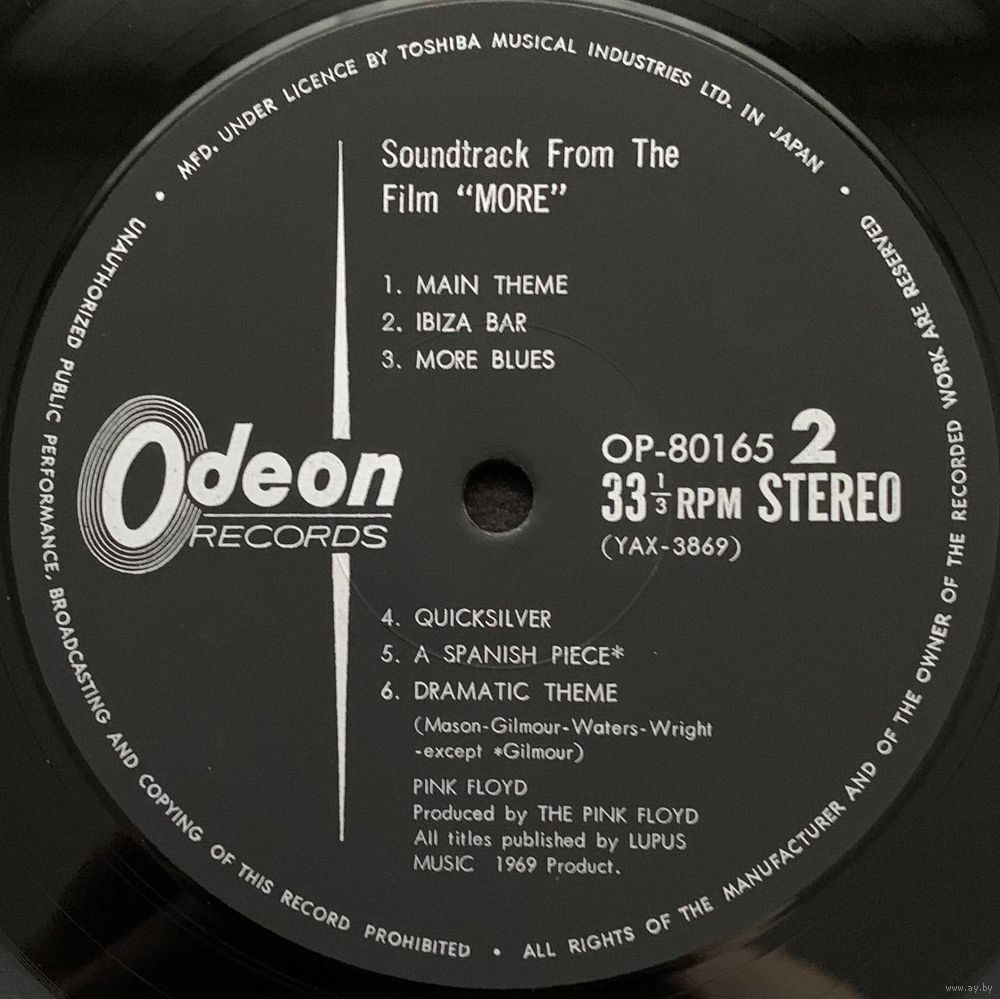 MFD. UNDER LICENCE BY TOSHIBA MUSICAL INDUSTRIES LTD. IN JAPAN •
Soundtrack From The
Film “MORE”
1. MAIN THEME
2. IBIZA BAR
3. MORE BLUES
Odeon
RECORDS
OP-80165 2
33 1/3 RPM STEREO
(YAX-3869)
4. QUICKSILVER
5. A SPANISH PIECE*
6. DRAMATIC THEME
(Mason-Gilmour-Waters-Wright
-except *Gilmour)
PINK FLOYD
Produced by THE PINK FLOYD
All titles published by LUPUS
MUSIC 1969 Product.
ALL RIGHTS OF THE MANUFACTURER AND OF THE OWNER OF THE RECORDED WORK ARE RESERVED •
UNAUTHORIZED PUBLIC PERFORMANCE, BROADCASTING AND COPYING OF THIS RECORD PROHIBITED •
www.ay.by